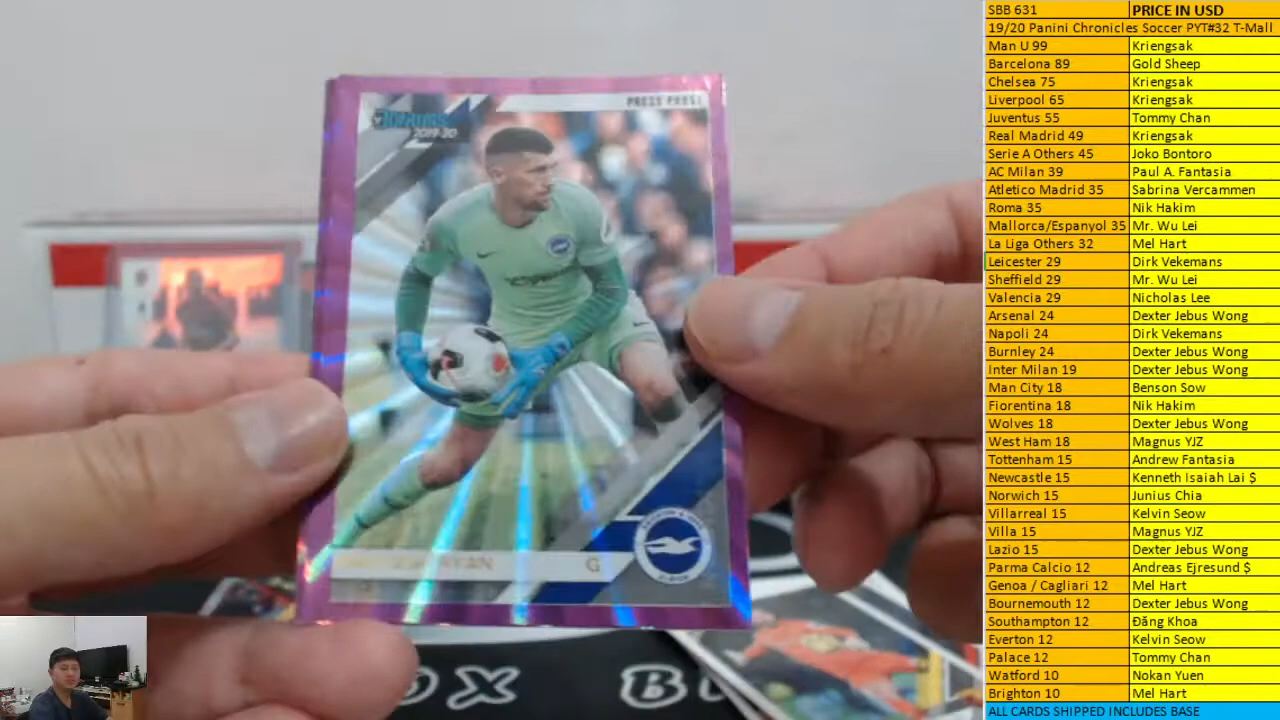 PRESS PROOF
DONRUSS
2019-20
RYAN
G
SBB 631 PRICE IN USD
19/20 Panini Chronicles Soccer PYT#32 T-Mall
Man U 99 Kriengsak
Barcelona 89 Gold Sheep
Chelsea 75 Kriengsak
Liverpool 65 Kriengsak
Juventus 55 Tommy Chan
Real Madrid 49 Kriengsak
Serie A Others 45 Joko Bontoro
AC Milan 39 Paul A. Fantasia
Atletico Madrid 35 Sabrina Vercammen
Roma 35 Nik Hakim
Mallorca/Espanyol 35 Mr. Wu Lei
La Liga Others 32 Mel Hart
Leicester 29 Dirk Vekemans
Sheffield 29 Mr. Wu Lei
Valencia 29 Nicholas Lee
Arsenal 24 Dexter Jebus Wong
Napoli 24 Dirk Vekemans
Burnley 24 Dexter Jebus Wong
Inter Milan 19 Dexter Jebus Wong
Man City 18 Benson Sow
Fiorentina 18 Nik Hakim
Wolves 18 Dexter Jebus Wong
West Ham 18 Magnus YJZ
Tottenham 15 Andrew Fantasia
Newcastle 15 Kenneth Isaiah Lai $
Norwich 15 Junius Chia
Villarreal 15 Kelvin Seow
Villa 15 Magnus YJZ
Lazio 15 Dexter Jebus Wong
Parma Calcio 12 Andreas Ejresund $
Genoa / Cagliari 12 Mel Hart
Bournemouth 12 Dexter Jebus Wong
Southampton 12 Đăng Khoa
Everton 12 Kelvin Seow
Palace 12 Tommy Chan
Watford 10 Nokan Yuen
Brighton 10 Mel Hart
ALL CARDS SHIPPED INCLUDES BASE